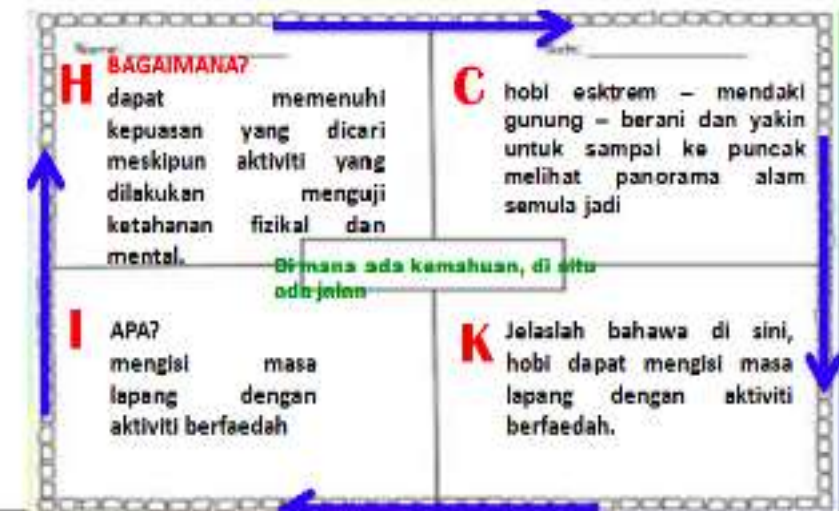 Name:
H
BAGAIMANA?
dapat memenuhi
kepuasan yang dicari
meskipun aktiviti yang
dilakukan menguji
ketahanan fizikal dan
mental.
C
hobi esktrem – mendaki
gunung – berani dan yakin
untuk sampai ke puncak
melihat panorama alam
semula jadi
Di mana ada kemahuan, di situ
ada jalan
I
APA?
mengisi masa
lapang dengan
aktiviti berfaedah
K
Jelaslah bahawa di sini,
hobi dapat mengisi masa
lapang dengan aktiviti
berfaedah.